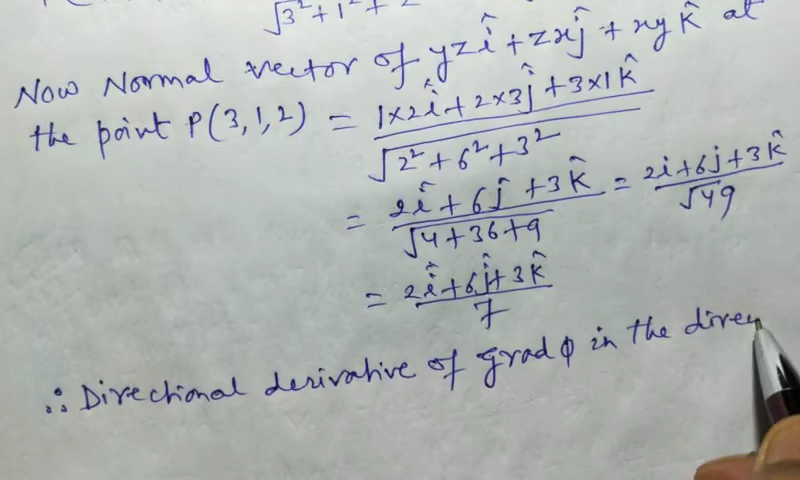 √3²+1²+2
Now Normal vector of yzî+zxĵ+xyk̂ at
the point P(3,1,2) = 1×2î+2×3ĵ+3×1k̂ / √2²+6²+3²
= 2î+6ĵ+3k̂ / √4+36+9 = 2i+6j+3k̂ / √49
= 2î+6ĵ+3k̂ / 7
∴ Directional derivative of grad φ in the direc